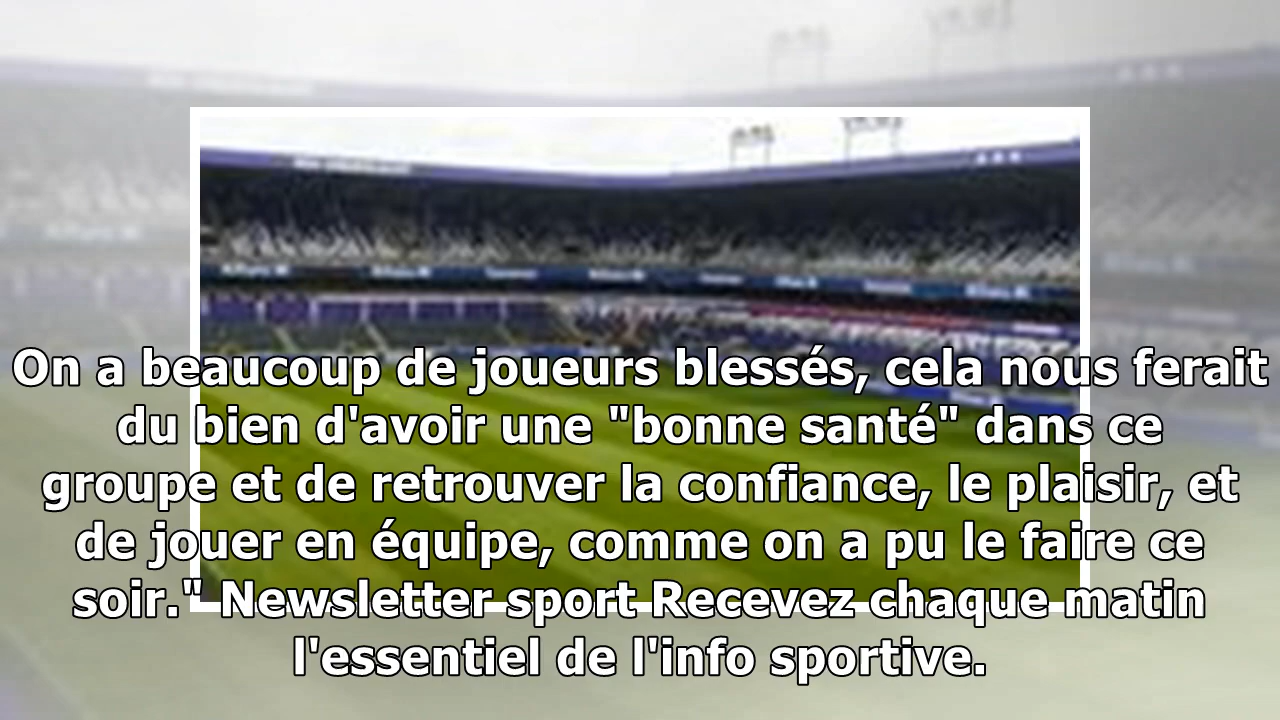 On a beaucoup de joueurs blessés, cela nous ferait
du bien d'avoir une "bonne santé" dans ce
groupe et de retrouver la confiance, le plaisir, et
de jouer en équipe, comme on a pu le faire ce
soir." Newsletter sport Recevez chaque matin
l'essentiel de l'info sportive.